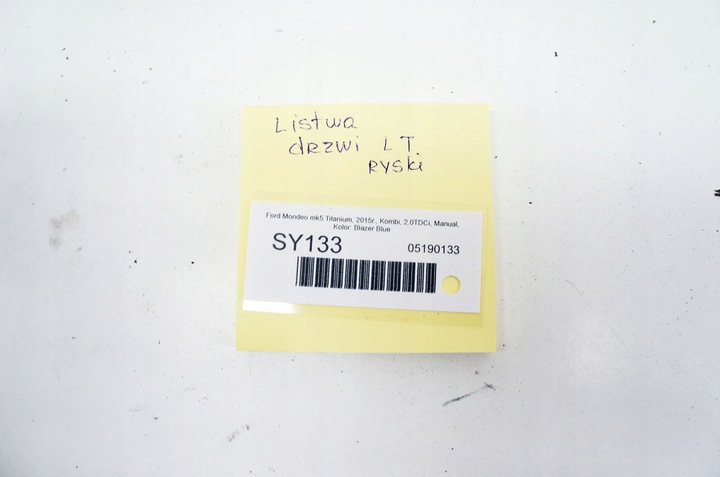 Listwa
drzwi LT
RYSki
Ford Mondeo mk5 Titanium, 2015r., Kombi, 2.0TDCi, Manual,
Kolor: Blazer Blue
SY133 05190133